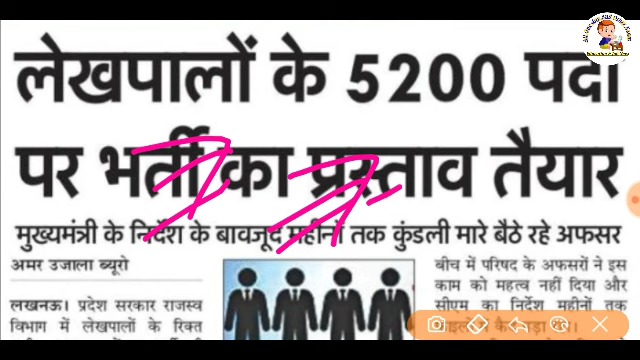 लेखपालों के 5200 पदों
पर भर्ती का प्रस्ताव तैयार
मुख्यमंत्री के निर्देश के बावजूद महीनों तक कुंडली मारे बैठे रहे अफसर
अमर उजाला ब्यूरो
लखनऊ। प्रदेश सरकार राजस्व
विभाग में लेखपालों के रिक्त
बीच में परिषद के अफसरों ने इस
काम को महत्व नहीं दिया और
सीएम का निर्देश महीनों तक